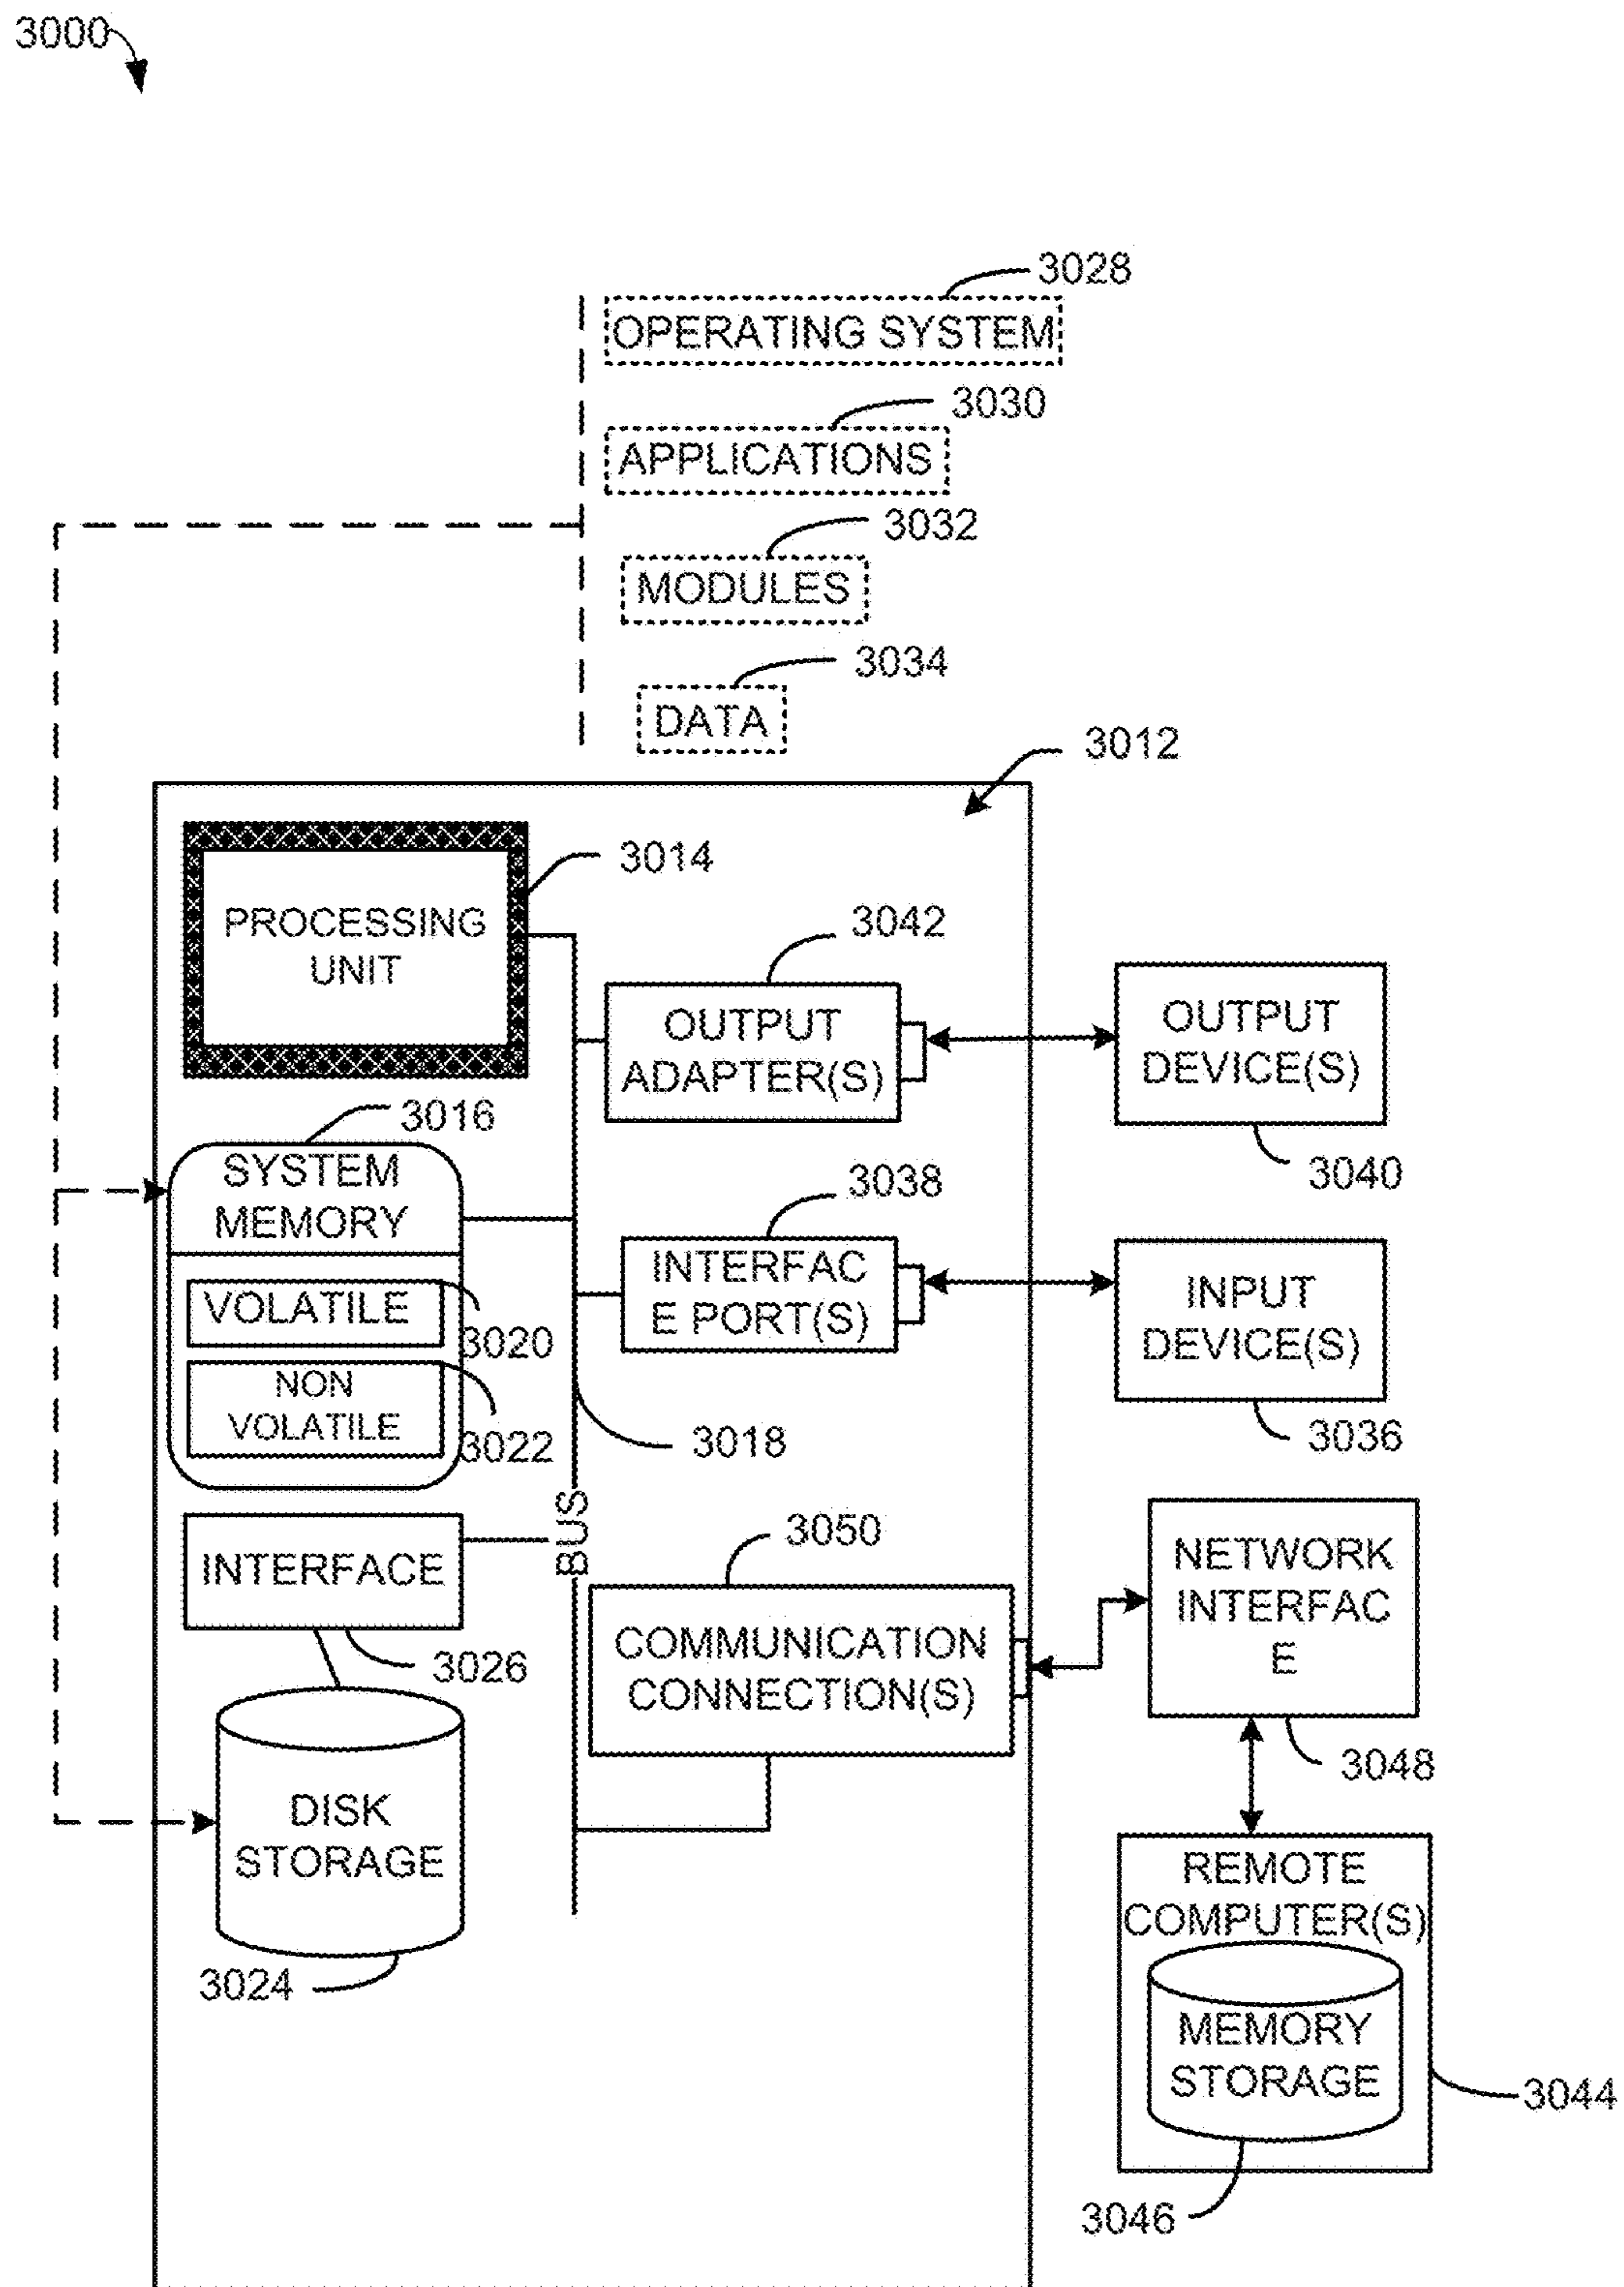 3000
3028
OPERATING SYSTEM
3030
APPLICATIONS
3032
MODULES
3034
DATA
3012
3014
PROCESSING
UNIT
3042
OUTPUT
ADAPTER(S)
OUTPUT
DEVICE(S)
3040
3016
SYSTEM
MEMORY
VOLATILE
3020
NON
VOLATILE
3022
3038
INTERFAC
E PORT(S)
INPUT
DEVICE(S)
3036
3018
BUS
INTERFACE
3026
3050
COMMUNICATION
CONNECTION(S)
NETWORK
INTERFAC
E
3048
DISK
STORAGE
3024
REMOTE
COMPUTER(S)
MEMORY
STORAGE
3044
3046